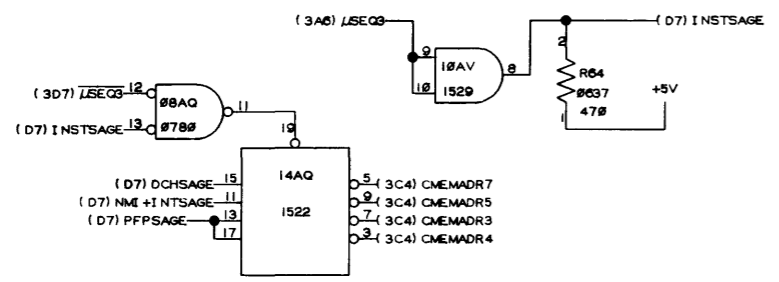 ( 3A6) µSEQ3
( D7) INSTSAGE
9
10
10AV
1529
8
2
R64
0637
470
1
+5V
( 3D7) µSEQ3
12
( D7) INSTSAGE
13
08AQ
0780
11
19
14AQ
1522
( D7) DCHSAGE 15
( D7) NMI+INTSAGE 11
( D7) PFPSAGE 13
17
5 ( 3C4) CMEMADR7
9 ( 3C4) CMEMADR5
7 ( 3C4) CMEMADR3
3 ( 3C4) CMEMADR4